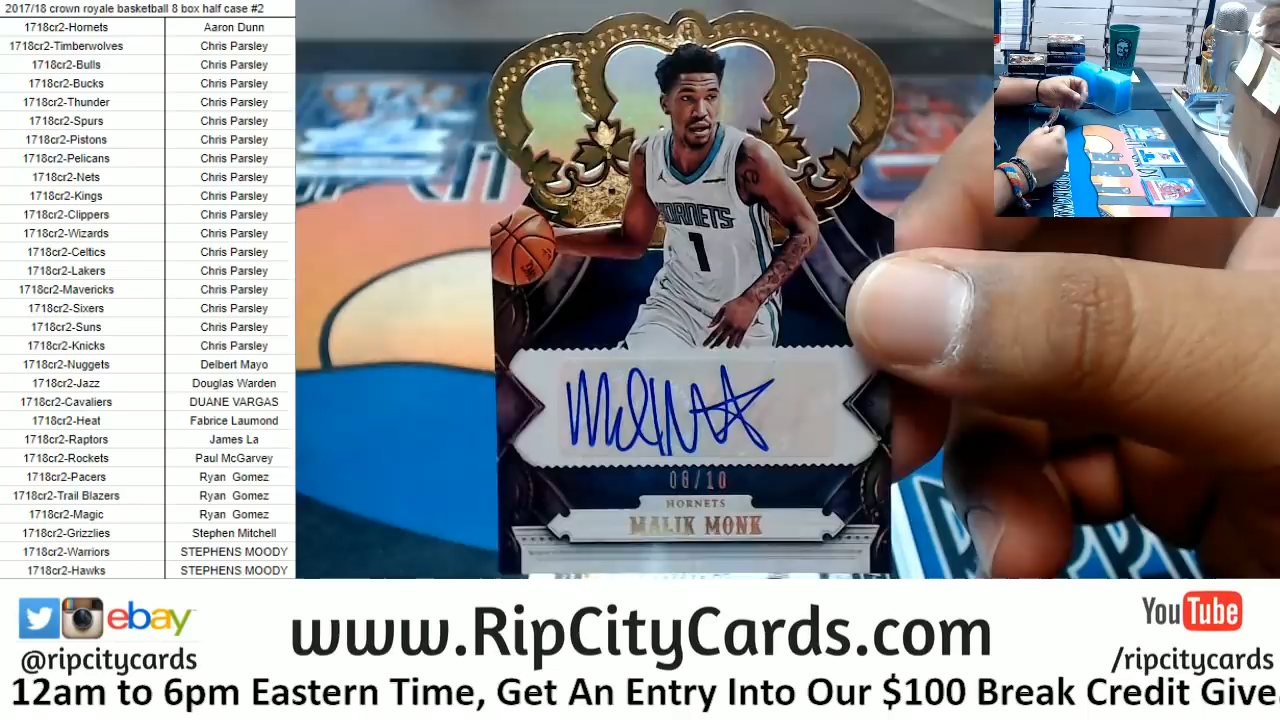 2017/18 crown royale basketball 8 box half case #2
1718cr2-Hornets Aaron Dunn
1718cr2-Timberwolves Chris Parsley
1718cr2-Bulls Chris Parsley
1718cr2-Bucks Chris Parsley
1718cr2-Thunder Chris Parsley
1718cr2-Spurs Chris Parsley
1718cr2-Pistons Chris Parsley
1718cr2-Pelicans Chris Parsley
1718cr2-Nets Chris Parsley
1718cr2-Kings Chris Parsley
1718cr2-Clippers Chris Parsley
1718cr2-Wizards Chris Parsley
1718cr2-Celtics Chris Parsley
1718cr2-Lakers Chris Parsley
1718cr2-Mavericks Chris Parsley
1718cr2-Sixers Chris Parsley
1718cr2-Suns Chris Parsley
1718cr2-Knicks Chris Parsley
1718cr2-Nuggets Delbert Mayo
1718cr2-Jazz Douglas Warden
1718cr2-Cavaliers DUANE VARGAS
1718cr2-Heat Fabrice Laumond
1718cr2-Raptors James La
1718cr2-Rockets Paul McGarvey
1718cr2-Pacers Ryan Gomez
1718cr2-Trail Blazers Ryan Gomez
1718cr2-Magic Ryan Gomez
1718cr2-Grizzlies Stephen Mitchell
1718cr2-Warriors STEPHENS MOODY
1718cr2-Hawks STEPHENS MOODY
HORNETS
1
HORNETS
MALIK MONK
ebay
@ripcitycards
www.RipCityCards.com
YouTube
/ripcitycards
12am to 6pm Eastern Time, Get An Entry Into Our $100 Break Credit Give